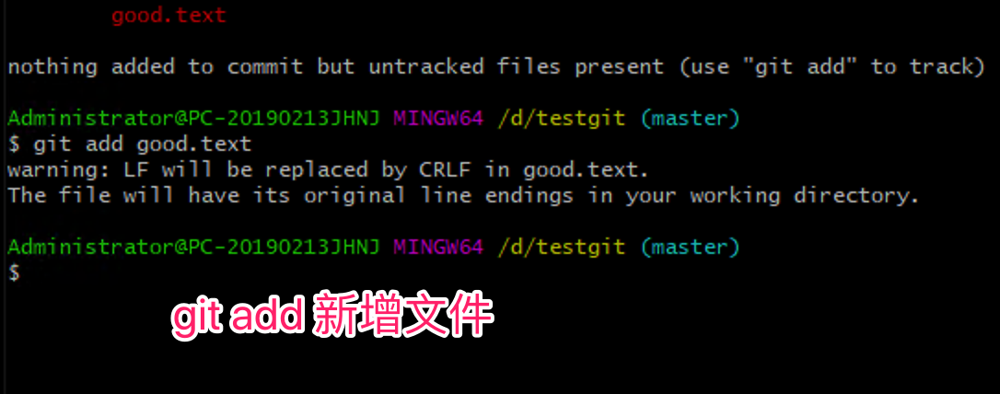 good.text
nothing added to commit but untracked files present (use "git add" to track)
Administrator@PC-20190213JHNJ MINGW64 /d/testgit (master)
$ git add good.text
warning: LF will be replaced by CRLF in good.text.
The file will have its original line endings in your working directory.
Administrator@PC-20190213JHNJ MINGW64 /d/testgit (master)
$
git add 新增文件